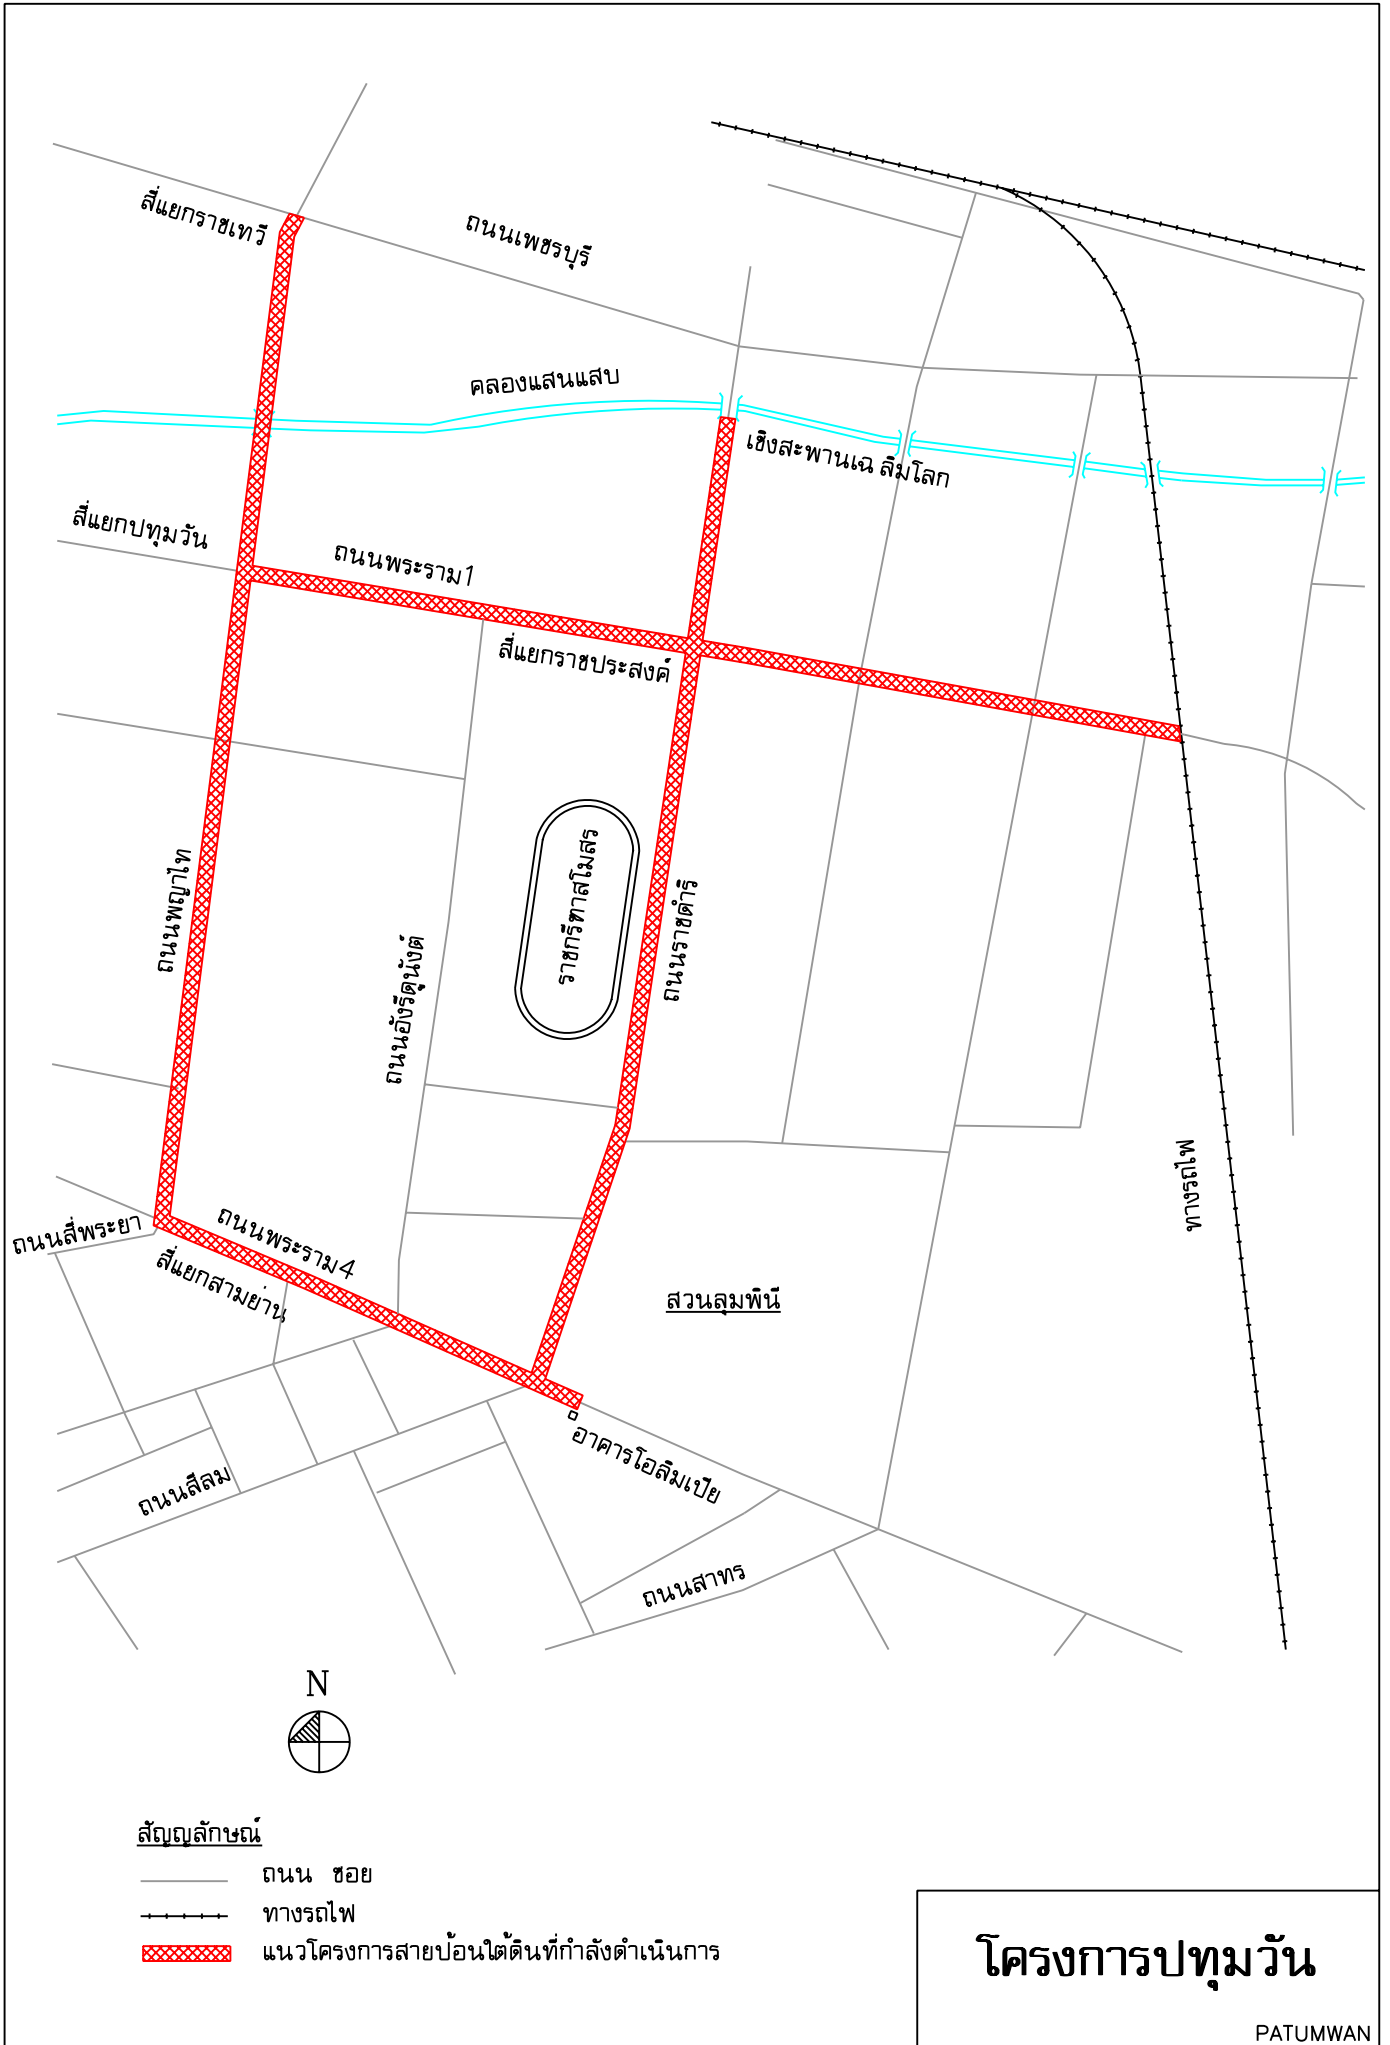 สี่แยกราชเทวี
ถนนเพชรบุรี
คลองแสนแสบ
เชิงสะพานเฉลิมโลก
สี่แยกปทุมวัน
ถนนพระราม1
สี่แยกราชประสงค์
ถนนพญาไท
ราชกรีฑาสโมสร
ถนนราชดำริ
ถนนอังรีดูนังต์
ทางรถไฟ
ถนนสี่พระยา
ถนนพระราม4
สี่แยกสามย่าน
สวนลุมพินี
อาคารโอลิมเปีย
ถนนสีลม
ถนนสาทร
N
สัญญลักษณ์
ถนน ซอย
ทางรถไฟ
แนวโครงการสายป้อนใต้ดินที่กำลังดำเนินการ
โครงการปทุมวัน
PATUMWAN